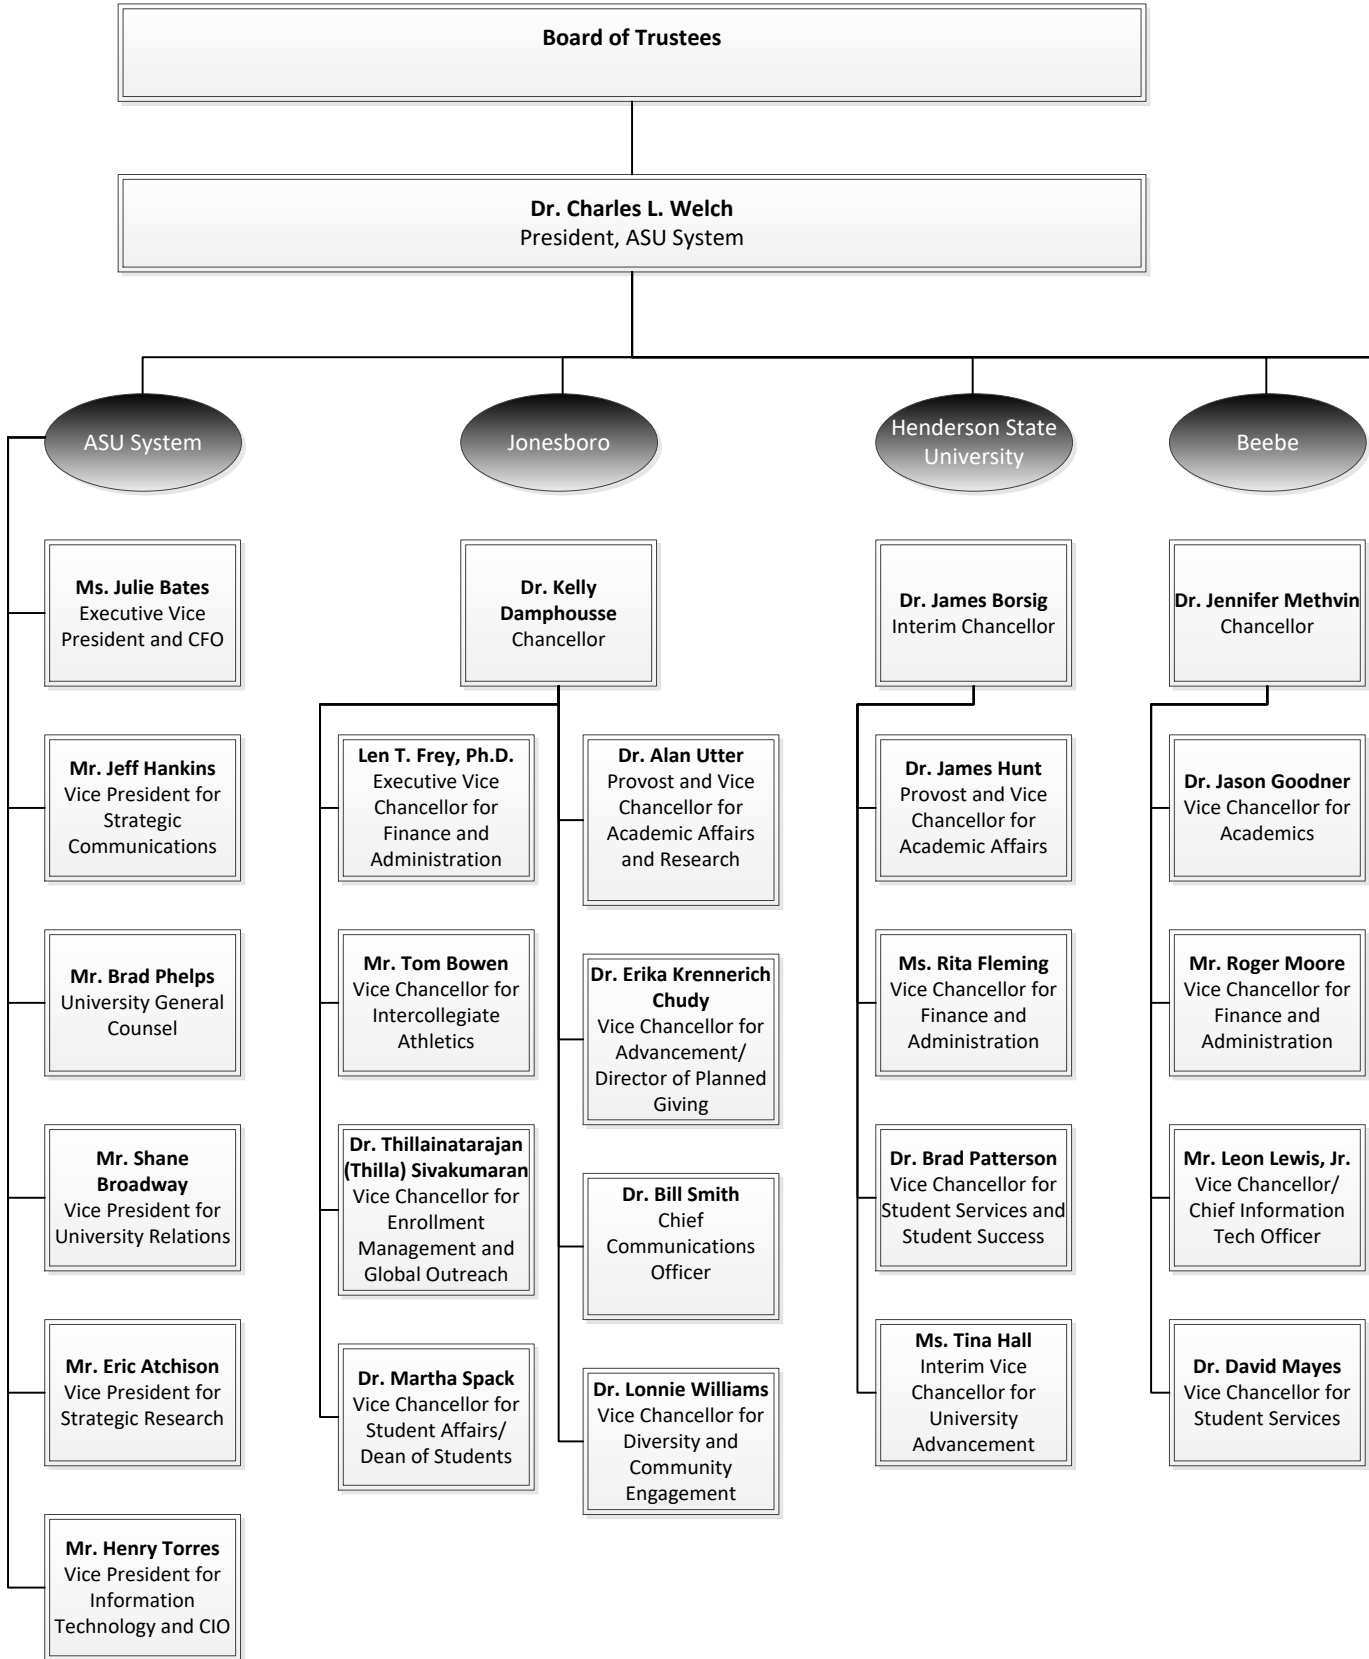 Board of Trustees
Dr. Charles L. Welch
President, ASU System
ASU System
Jonesboro
Henderson State
University
Beebe
Ms. Julie Bates
Executive Vice
President and CFO
Mr. Jeff Hankins
Vice President for
Strategic
Communications
Mr. Brad Phelps
University General
Counsel
Mr. Shane
Broadway
Vice President for
University Relations
Mr. Eric Atchison
Vice President for
Strategic Research
Mr. Henry Torres
Vice President for
Information
Technology and CIO
Dr. Kelly
Damphousse
Chancellor
Len T. Frey, Ph.D.
Executive Vice
Chancellor for
Finance and
Administration
Mr. Tom Bowen
Vice Chancellor for
Intercollegiate
Athletics
Dr. Thillainatarajan
(Thilla) Sivakumaran
Vice Chancellor for
Enrollment
Management and
Global Outreach
Dr. Martha Spack
Vice Chancellor for
Student Affairs/
Dean of Students
Dr. Alan Utter
Provost and Vice
Chancellor for
Academic Affairs
and Research
Dr. Erika Krennerich
Chudy
Vice Chancellor for
Advancement/
Director of Planned
Giving
Dr. Bill Smith
Chief
Communications
Officer
Dr. Lonnie Williams
Vice Chancellor for
Diversity and
Community
Engagement
Dr. James Borsig
Interim Chancellor
Dr. James Hunt
Provost and Vice
Chancellor for
Academic Affairs
Ms. Rita Fleming
Vice Chancellor for
Finance and
Administration
Dr. Brad Patterson
Vice Chancellor for
Student Services and
Student Success
Ms. Tina Hall
Interim Vice
Chancellor for
University
Advancement
Dr. Jennifer Methvin
Chancellor
Dr. Jason Goodner
Vice Chancellor for
Academics
Mr. Roger Moore
Vice Chancellor for
Finance and
Administration
Mr. Leon Lewis, Jr.
Vice Chancellor/
Chief Information
Tech Officer
Dr. David Mayes
Vice Chancellor for
Student Services